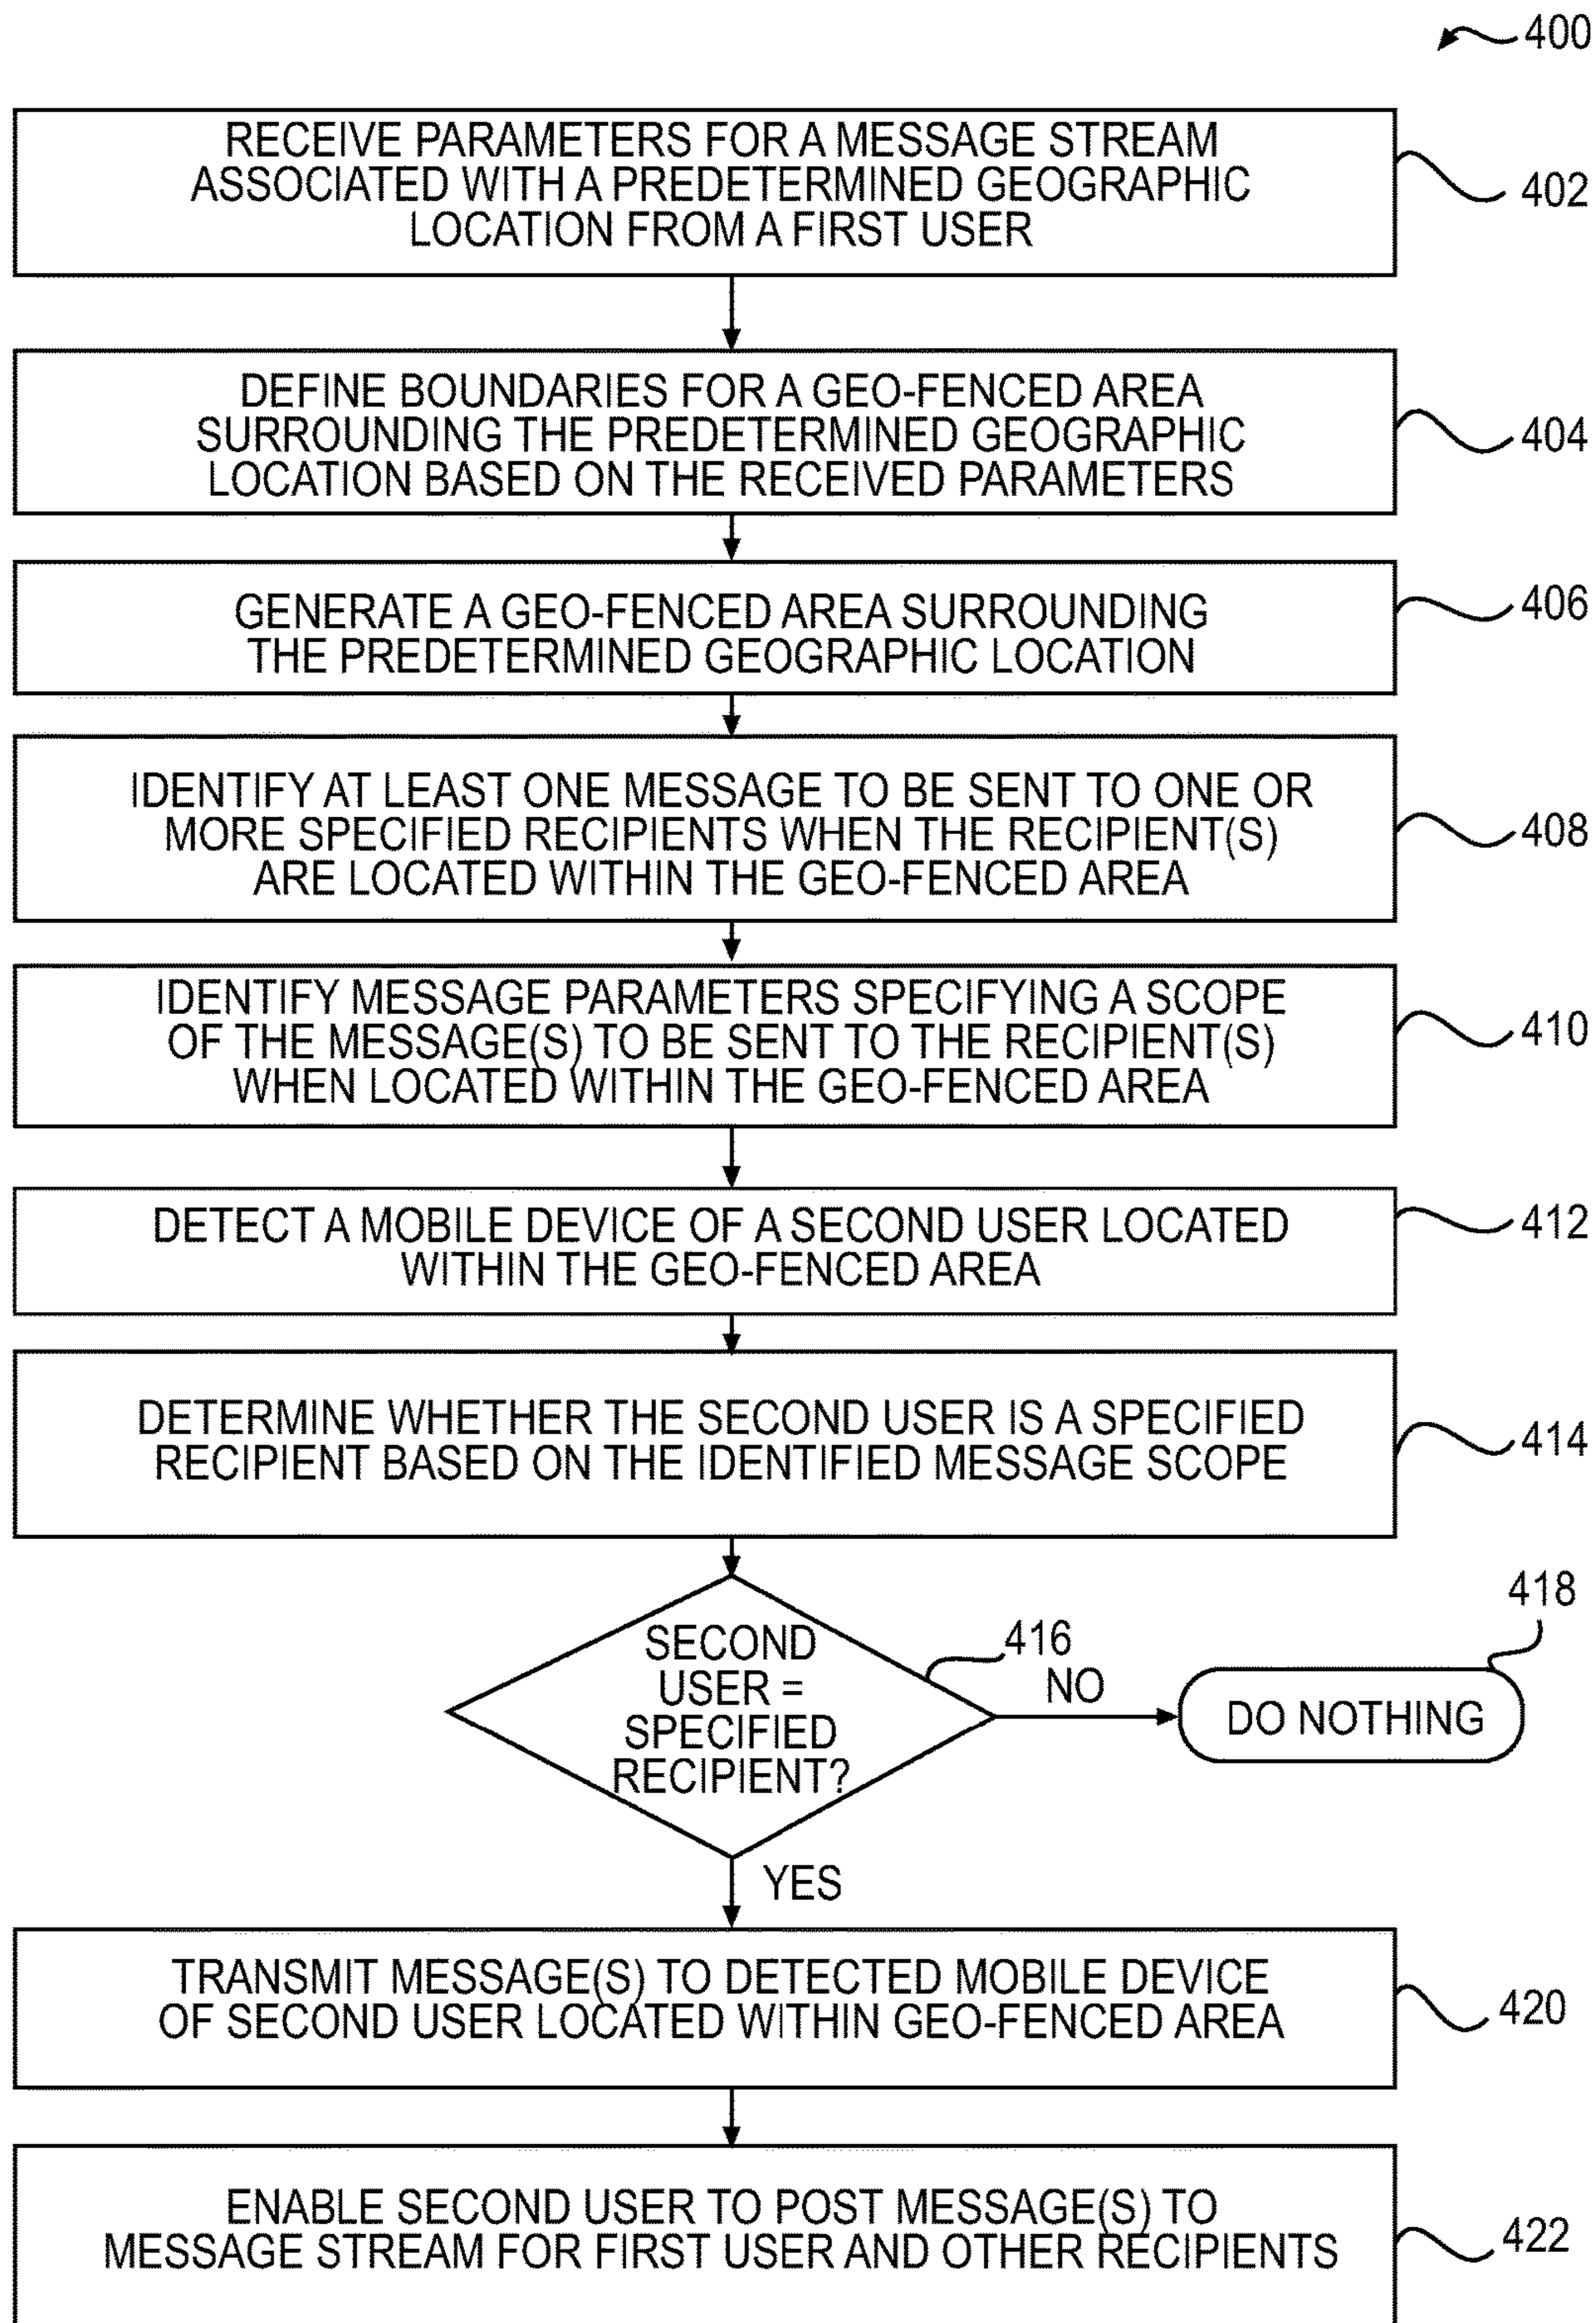 400
RECEIVE PARAMETERS FOR A MESSAGE STREAM
ASSOCIATED WITH A PREDETERMINED GEOGRAPHIC
LOCATION FROM A FIRST USER
402
DEFINE BOUNDARIES FOR A GEO-FENCED AREA
SURROUNDING THE PREDETERMINED GEOGRAPHIC
LOCATION BASED ON THE RECEIVED PARAMETERS
404
GENERATE A GEO-FENCED AREA SURROUNDING
THE PREDETERMINED GEOGRAPHIC LOCATION
406
IDENTIFY AT LEAST ONE MESSAGE TO BE SENT TO ONE OR
MORE SPECIFIED RECIPIENTS WHEN THE RECIPIENT(S)
ARE LOCATED WITHIN THE GEO-FENCED AREA
408
IDENTIFY MESSAGE PARAMETERS SPECIFYING A SCOPE
OF THE MESSAGE(S) TO BE SENT TO THE RECIPIENT(S)
WHEN LOCATED WITHIN THE GEO-FENCED AREA
410
DETECT A MOBILE DEVICE OF A SECOND USER LOCATED
WITHIN THE GEO-FENCED AREA
412
DETERMINE WHETHER THE SECOND USER IS A SPECIFIED
RECIPIENT BASED ON THE IDENTIFIED MESSAGE SCOPE
414
SECOND
USER =
SPECIFIED
RECIPIENT?
416
NO
418
DO NOTHING
YES
TRANSMIT MESSAGE(S) TO DETECTED MOBILE DEVICE
OF SECOND USER LOCATED WITHIN GEO-FENCED AREA
420
ENABLE SECOND USER TO POST MESSAGE(S) TO
MESSAGE STREAM FOR FIRST USER AND OTHER RECIPIENTS
422